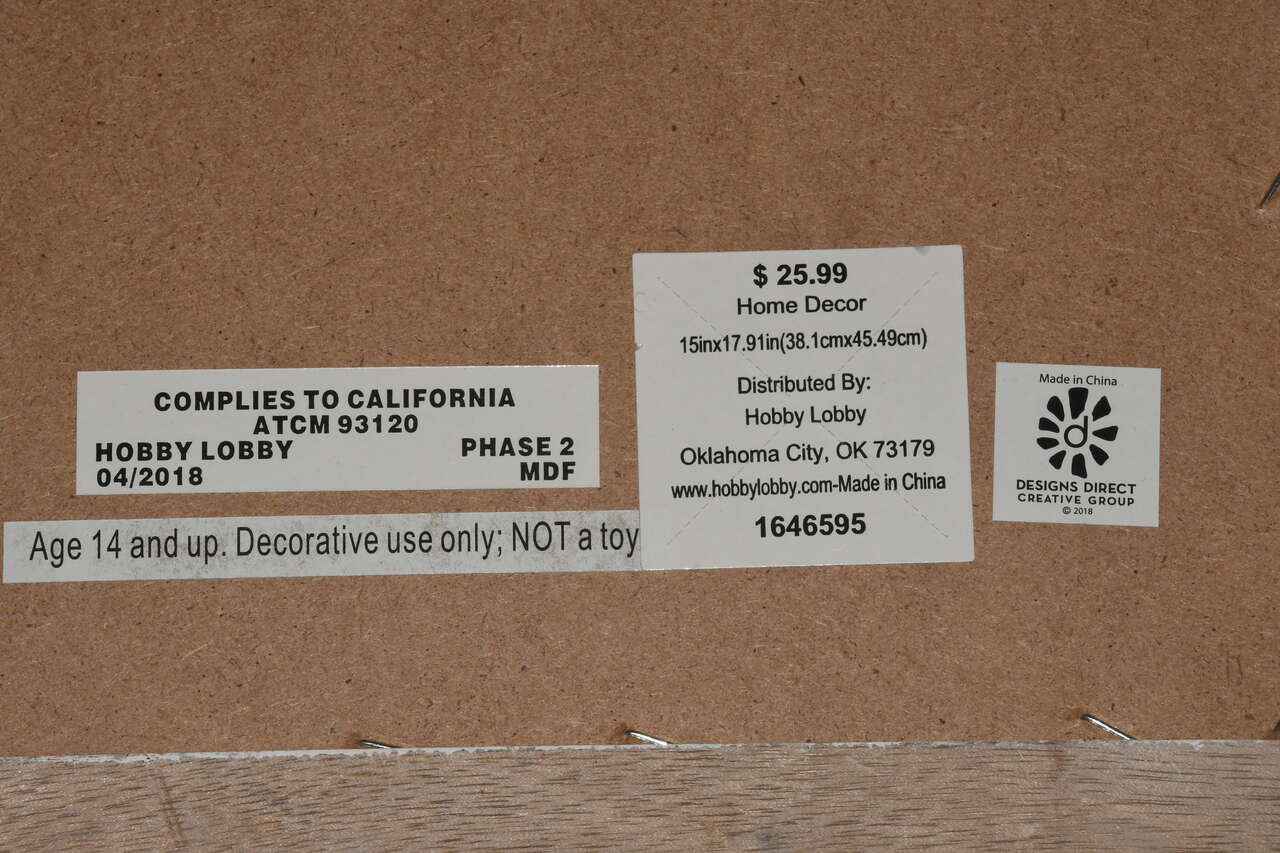 COMPLIES TO CALIFORNIA
ATCM 93120
HOBBY LOBBY PHASE 2
04/2018 MDF
Age 14 and up. Decorative use only; NOT a toy
$ 25.99
Home Decor
15inx17.91in(38.1cmx45.49cm)
Distributed By:
Hobby Lobby
Oklahoma City, OK 73179
www.hobbylobby.com-Made in China
1646595
Made in China
d
DESIGNS DIRECT
CREATIVE GROUP
© 2018